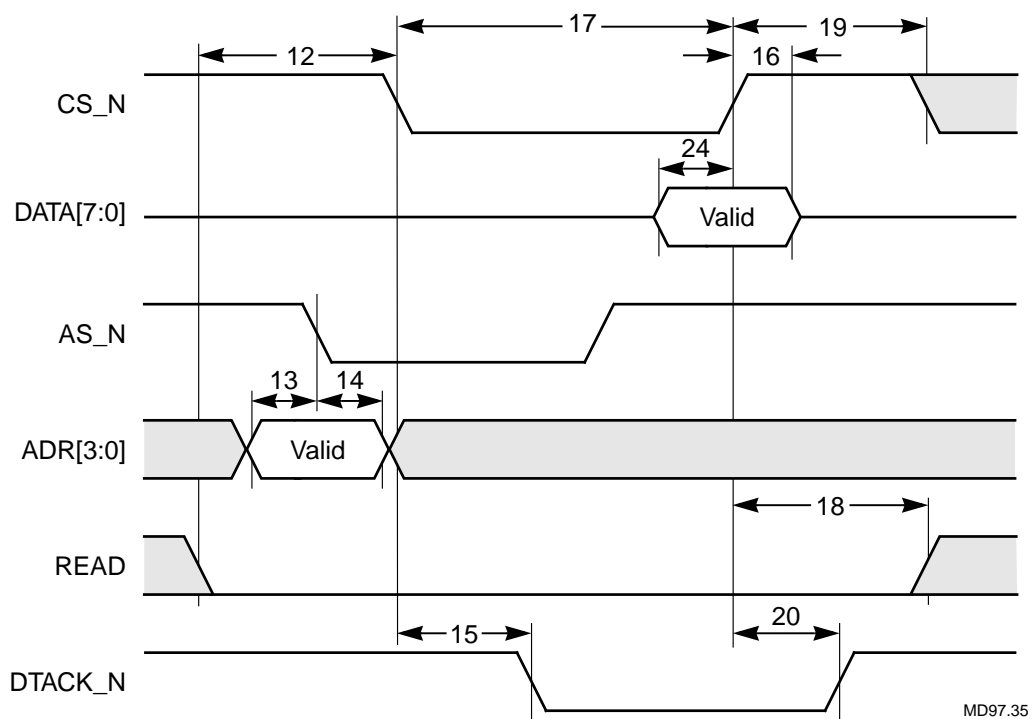 17
19
12
16
CS_N
24
DATA[7:0]
Valid
AS_N
13
14
ADR[3:0]
Valid
18
READ
20
15
DTACK_N
MD97.35